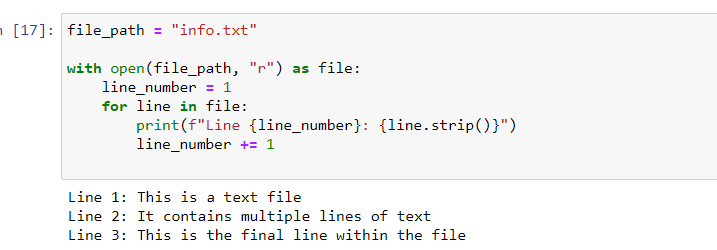 [17]: file_path = "info.txt"

with open(file_path, "r") as file:
    line_number = 1
    for line in file:
        print(f"Line {line_number}: {line.strip()}")
        line_number += 1

Line 1: This is a text file
Line 2: It contains multiple lines of text
Line 3: This is the final line within the file